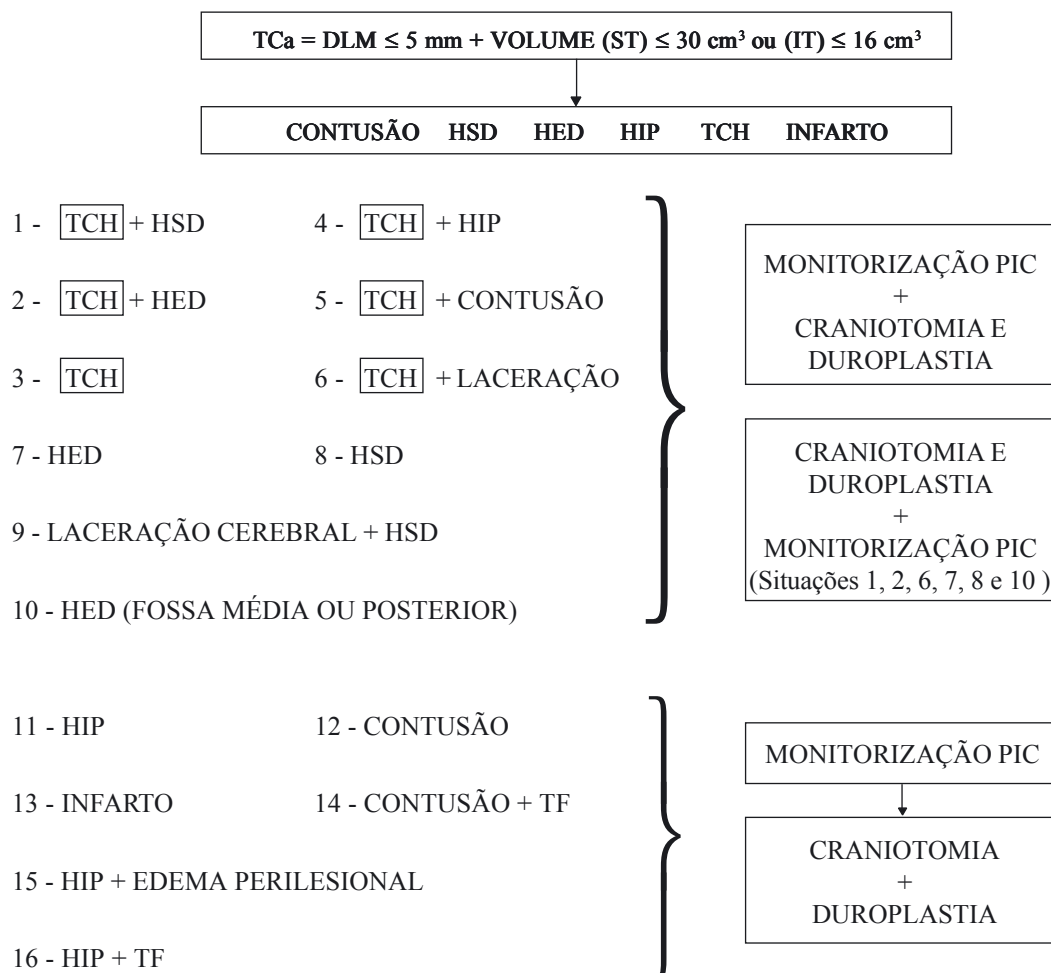 TCa = DLM ≤ 5 mm + VOLUME (ST) ≤ 30 cm³ ou (IT) ≤ 16 cm³
CONTUSÃO HSD HED HIP TCH INFARTO
1 - TCH + HSD 4 - TCH + HIP
2 - TCH + HED 5 - TCH + CONTUSÃO
3 - TCH 6 - TCH + LACERAÇÃO
7 - HED 8 - HSD
9 - LACERAÇÃO CEREBRAL + HSD
10 - HED (FOSSA MÉDIA OU POSTERIOR)
MONITORIZAÇÃO PIC
+
CRANIOTOMIA E
DUROPLASTIA
CRANIOTOMIA E
DUROPLASTIA
+
MONITORIZAÇÃO PIC
(Situações 1, 2, 6, 7, 8 e 10 )
11 - HIP 12 - CONTUSÃO
13 - INFARTO 14 - CONTUSÃO + TF
15 - HIP + EDEMA PERILESIONAL
16 - HIP + TF
MONITORIZAÇÃO PIC
CRANIOTOMIA
+
DUROPLASTIA